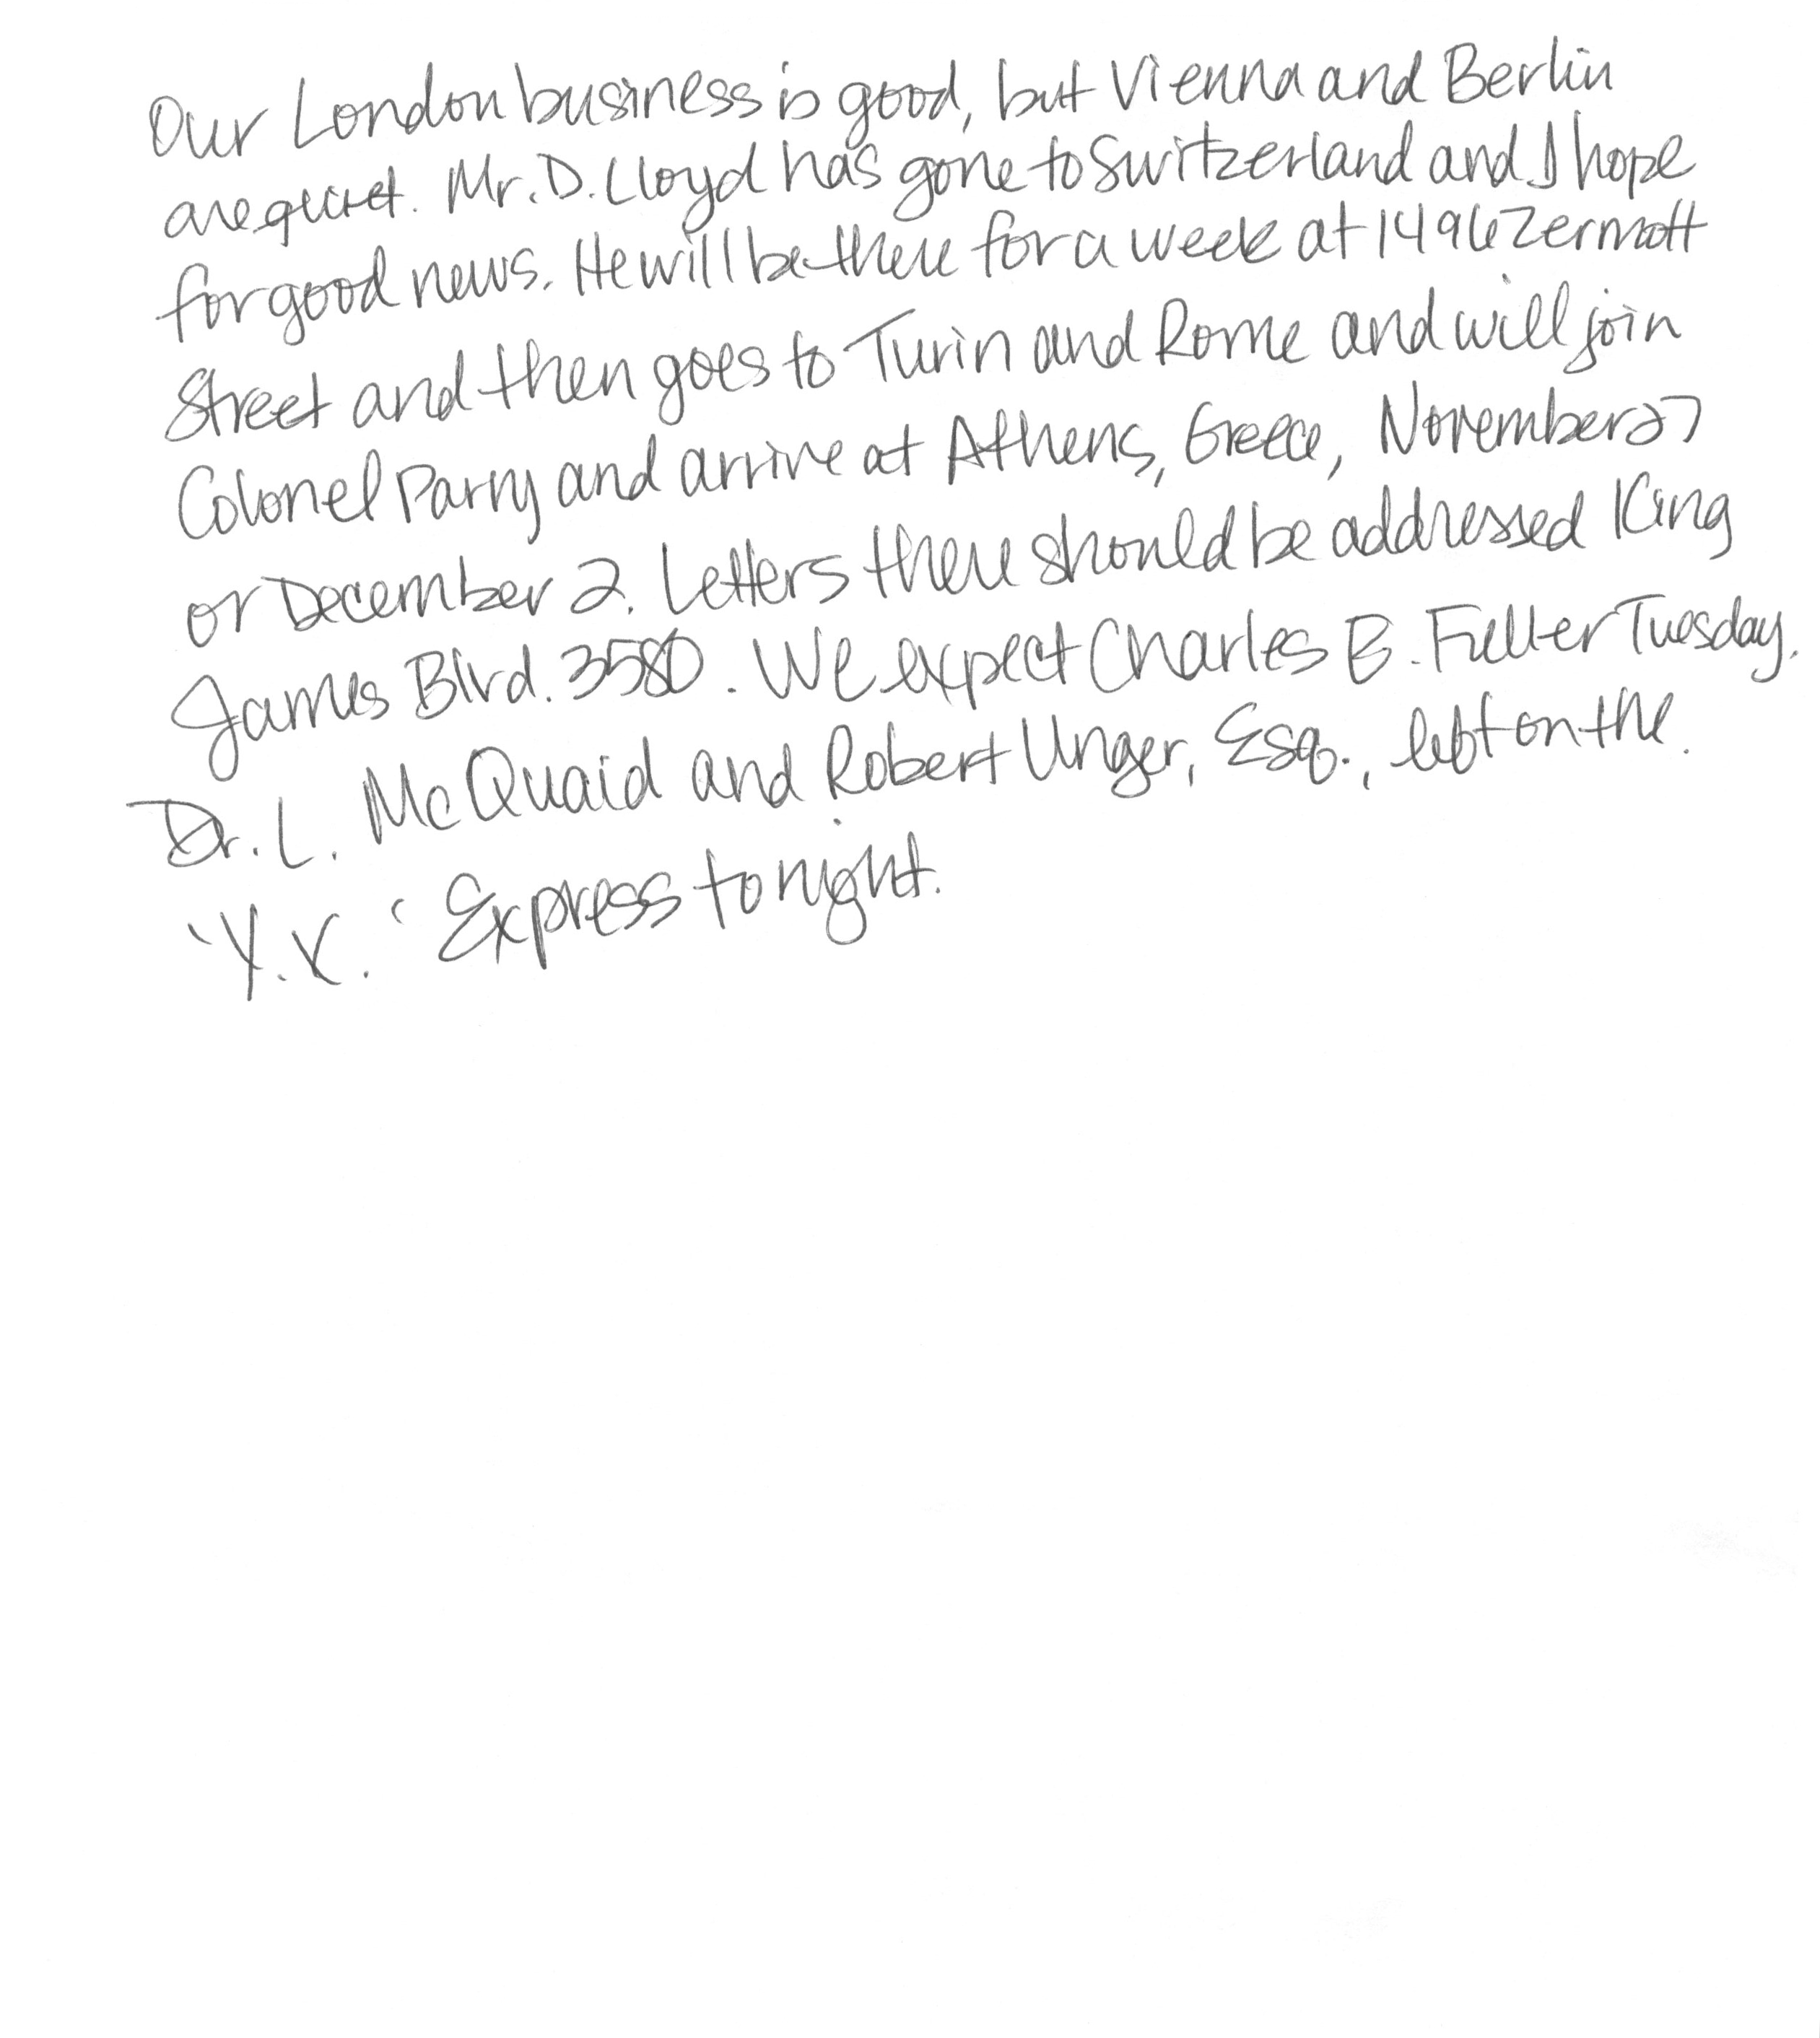 Our London business is good, but Vienna and Berlin
are quiet. Mr. D. Lloyd has gone to Switzerland and I hope
for good news. He will be there for a week at 1496 Zermott
Street and then goes to Turin and Rome and will join
Colonel Parry and arrive at Athens, Greece, November 27
or December 2. Letters there should be addressed King
James Blvd. 3580. We expect Charles E. Fuller Tuesday.
Dr. L. McQuaid and Robert Unger, Esq., left on the
'Y.X.' Express tonight.